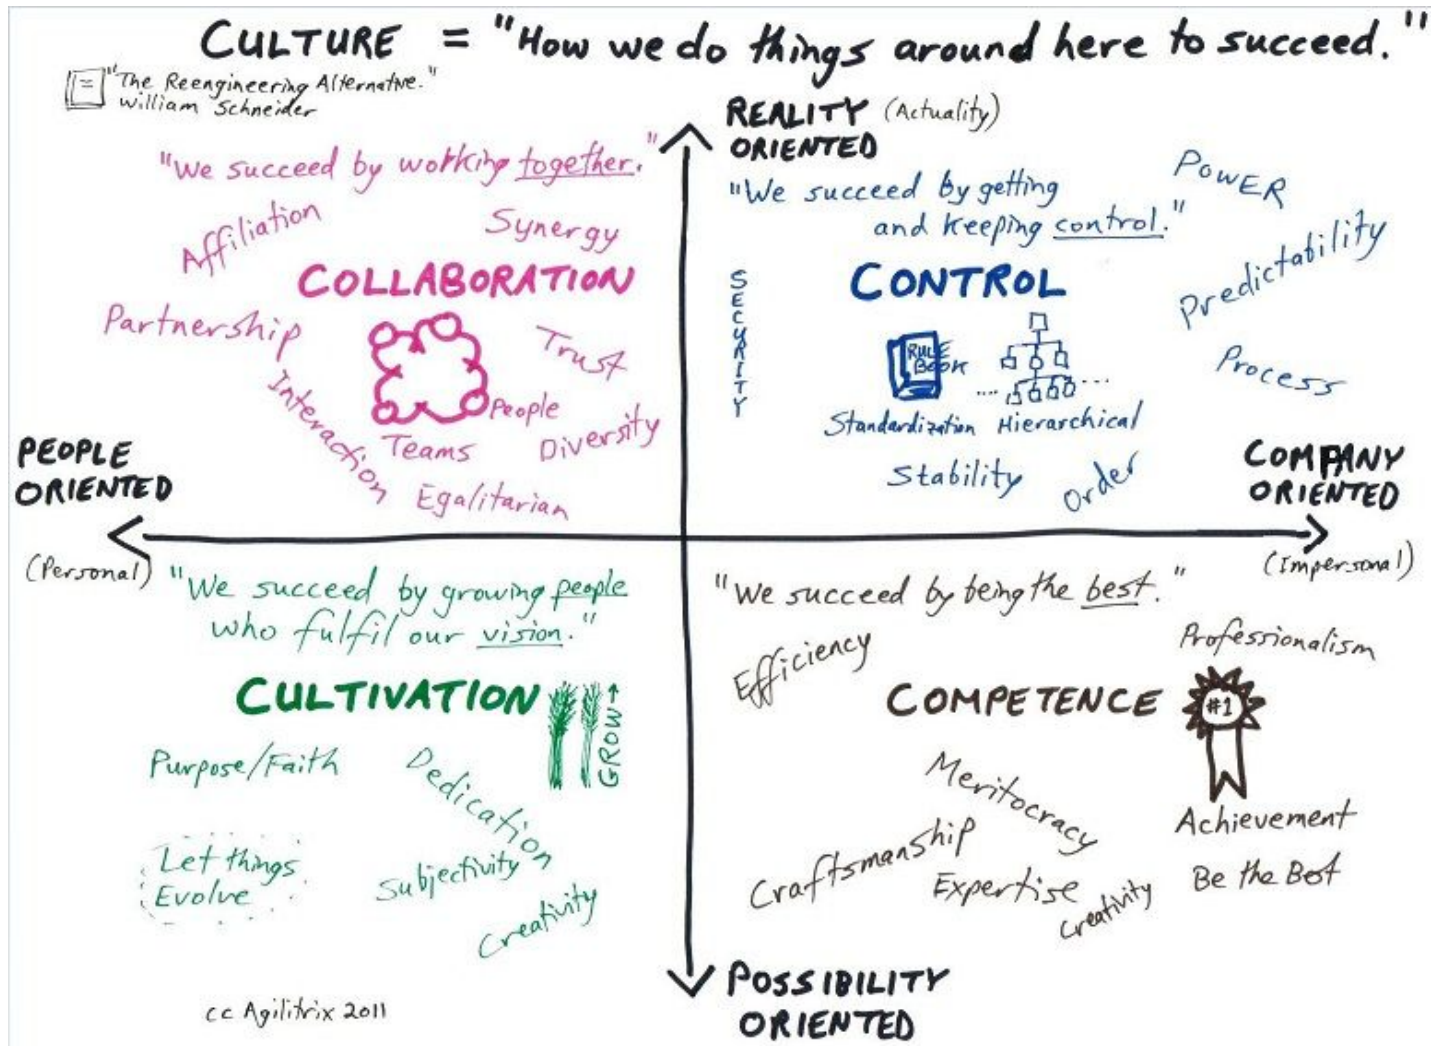 CULTURE = "How we do things around here to succeed."
"The Reengineering Alternative."
William Schneider
REALITY (Actuality)
ORIENTED
"We succeed by working together."
Affiliation
Synergy
COLLABORATION
Partnership
Trust
Interaction
People
Teams
Diversity
Egalitarian
"We succeed by getting
and keeping control."
POWER
Predictability
SECURITY
CONTROL
RULE
BOOK
Process
Standardization Hierarchical
Stability
Order
PEOPLE
ORIENTED
(Personal)
COMPANY
ORIENTED
(Impersonal)
"We succeed by growing people
who fulfil our vision."
CULTIVATION
GROW
Purpose/Faith
Dedication
Let things
Evolve
Subjectivity
Creativity
"We succeed by being the best."
Efficiency
Professionalism
COMPETENCE
#1
Meritocracy
Achievement
Craftsmanship
Expertise
Creativity
Be the Best
POSSIBILITY
ORIENTED
cc Agilitrix 2011